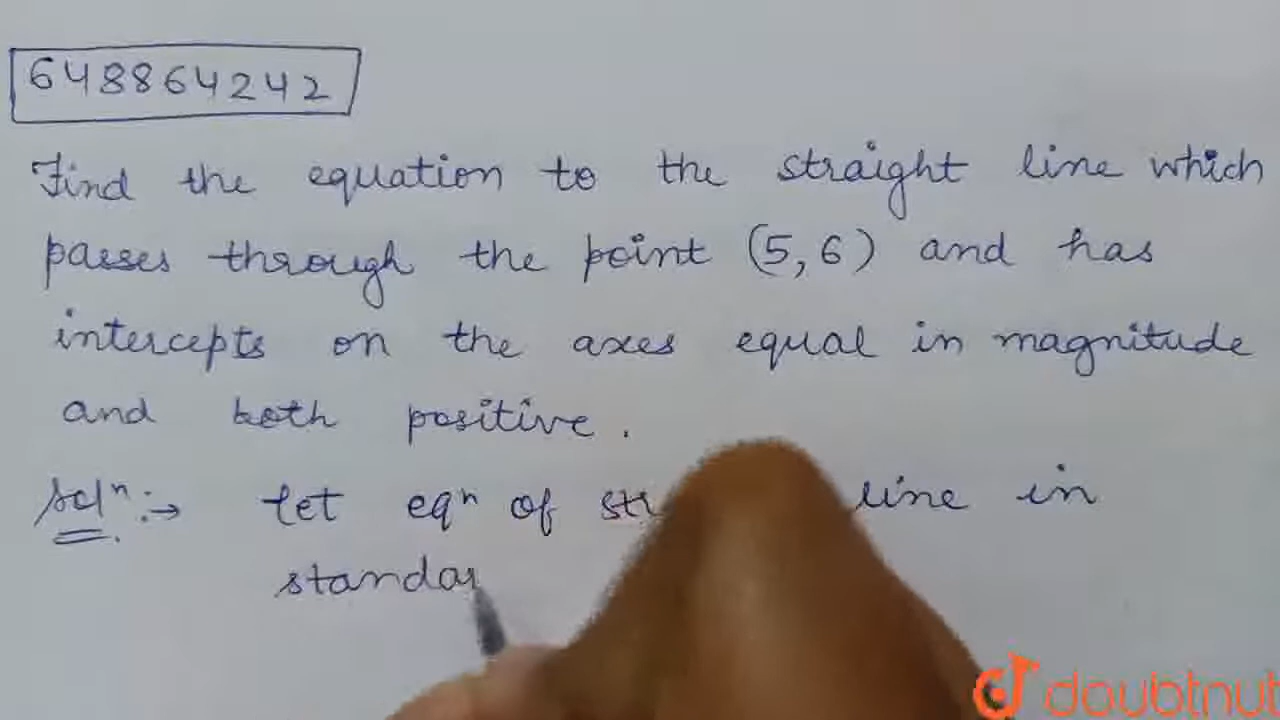 648864242
Find the equation to the straight line which
passes through the point (5,6) and has
intercepts on the axes equal in magnitude
and both positive.
Solⁿ :→ let eqⁿ of line in
standar
doubtnut